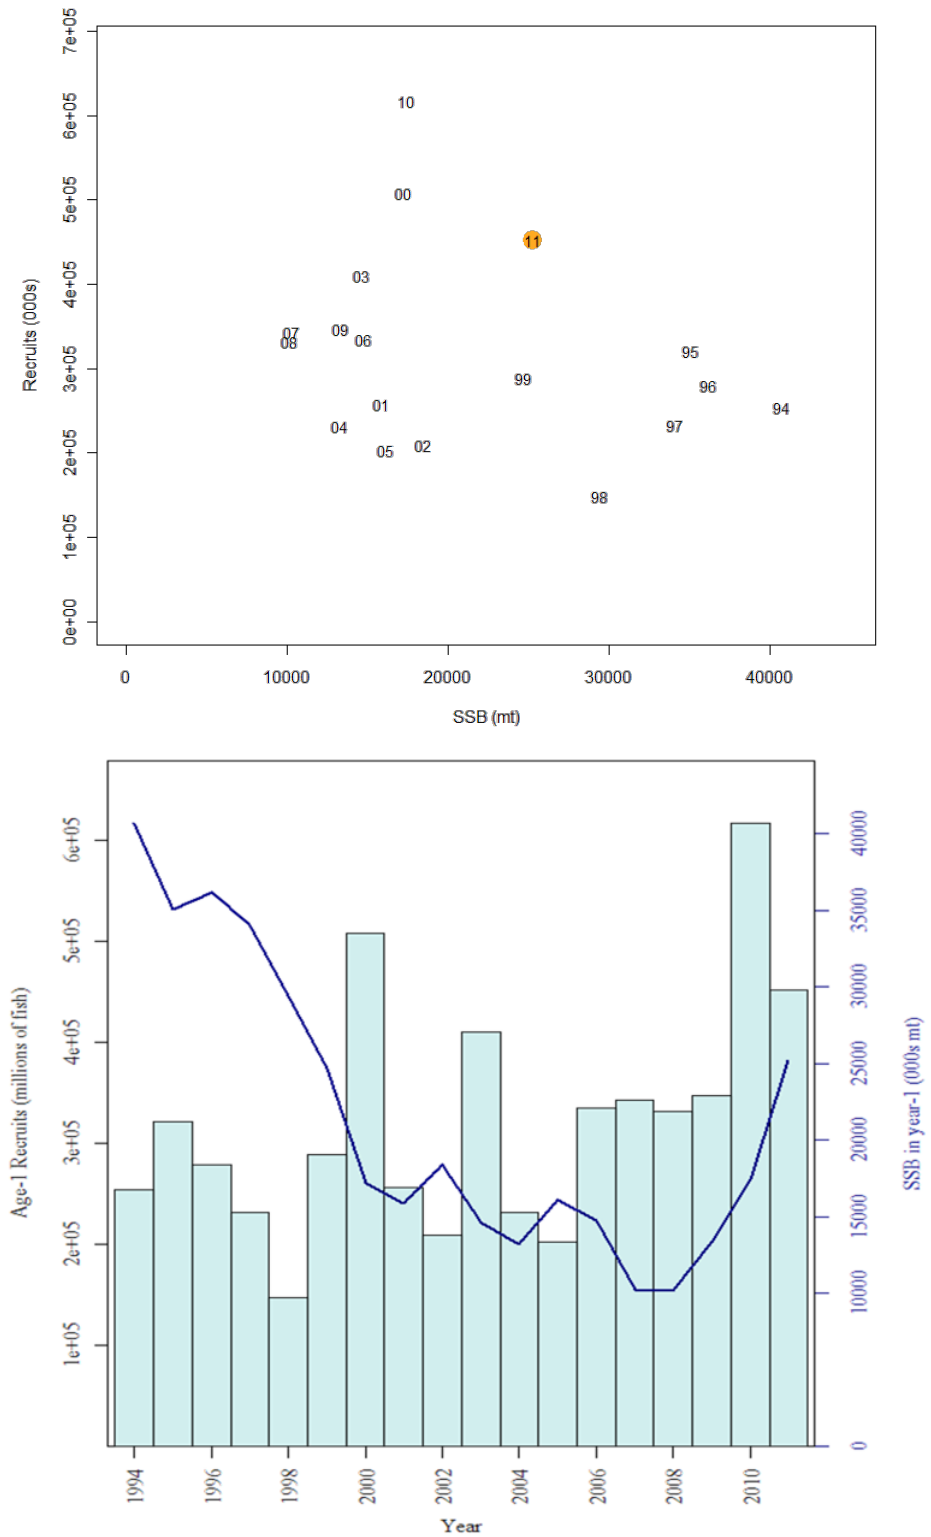 7e+05
6e+05
5e+05
4e+05
3e+05
2e+05
1e+05
0e+00
Recruits (000s)
10
00
11
03
07
09
08
06
95
99
96
01
94
04
97
02
05
98
0 10000 20000 30000 40000
SSB (mt)
6e+05
5e+05
4e+05
3e+05
2e+05
1e+05
Age-1 Recruits (millions of fish)
40000
35000
30000
25000
20000
15000
10000
0
SSB in year-1 (000s mt)
1994 1996 1998 2000 2002 2004 2006 2008 2010
Year